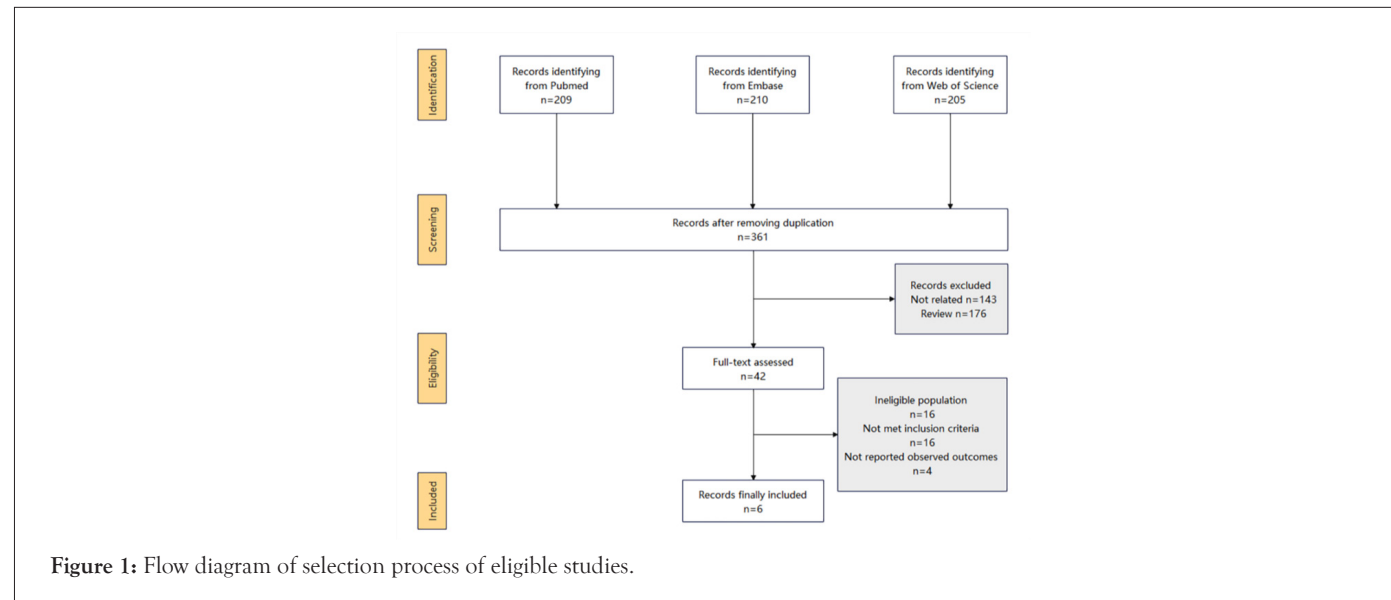 Identification
Records identifying
from Pubmed
n=209
Records identifying
from Embase
n=210
Records identifying
from Web of Science
n=205
Screening
Records after removing duplication
n=361
Records excluded
Not related n=143
Review n=176
Eligibility
Full-text assessed
n=42
Ineligible population
n=16
Not met inclusion criteria
n=16
Not reported observed outcomes
n=4
Included
Records finally included
n=6
Figure 1: Flow diagram of selection process of eligible studies.